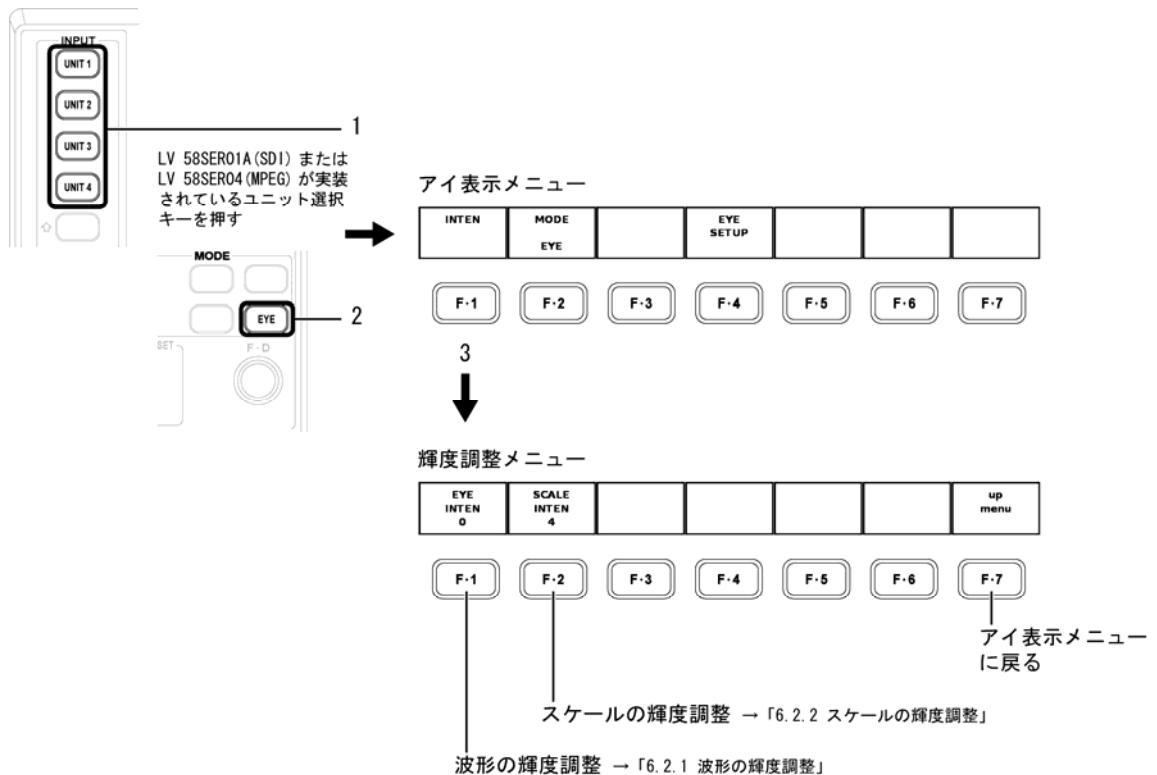 INPUT
UNIT 1
UNIT 2
UNIT 3
UNIT 4
1
LV 58SER01A(SDI) または
LV 58SER04(MPEG) が実装
されているユニット選択
キーを押す
MODE
EYE
2
SET
F・D
アイ表示メニュー
INTEN
MODE
EYE
EYE
SETUP
F・1
F・2
F・3
F・4
F・5
F・6
F・7
3
輝度調整メニュー
EYE
INTEN
0
SCALE
INTEN
4
up
menu
F・1
F・2
F・3
F・4
F・5
F・6
F・7
アイ表示メニュー
に戻る
スケールの輝度調整 →「6.2.2 スケールの輝度調整」
波形の輝度調整 →「6.2.1 波形の輝度調整」